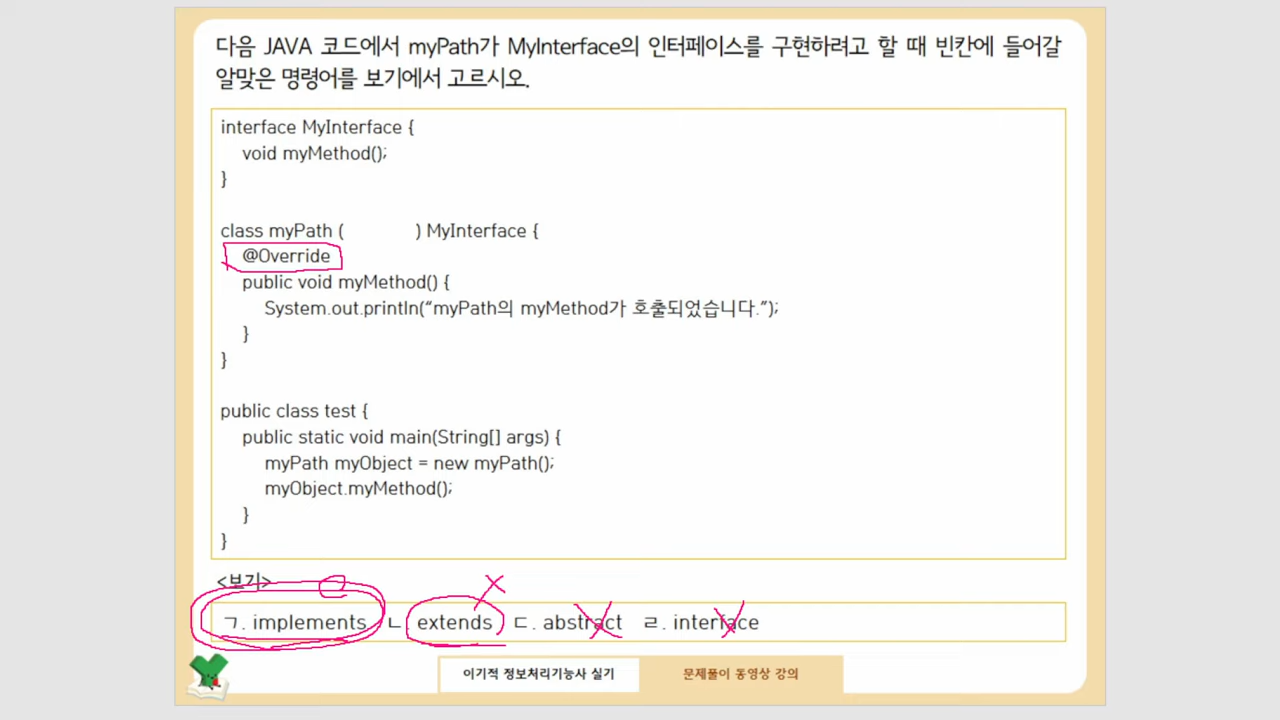 다음 JAVA 코드에서 myPath가 MyInterface의 인터페이스를 구현하려고 할 때 빈칸에 들어갈
알맞은 명령어를 보기에서 고르시오.
interface MyInterface {
void myMethod();
}
class myPath ( ) MyInterface {
@Override
public void myMethod() {
System.out.println(“myPath의 myMethod가 호출되었습니다.”);
}
}
public class test {
public static void main(String[] args) {
myPath myObject = new myPath();
myObject.myMethod();
}
}
<보기>
ㄱ. implements ㄴ. extends ㄷ. abstract ㄹ. interface
이기적 정보처리기능사 실기 문제풀이 동영상 강의